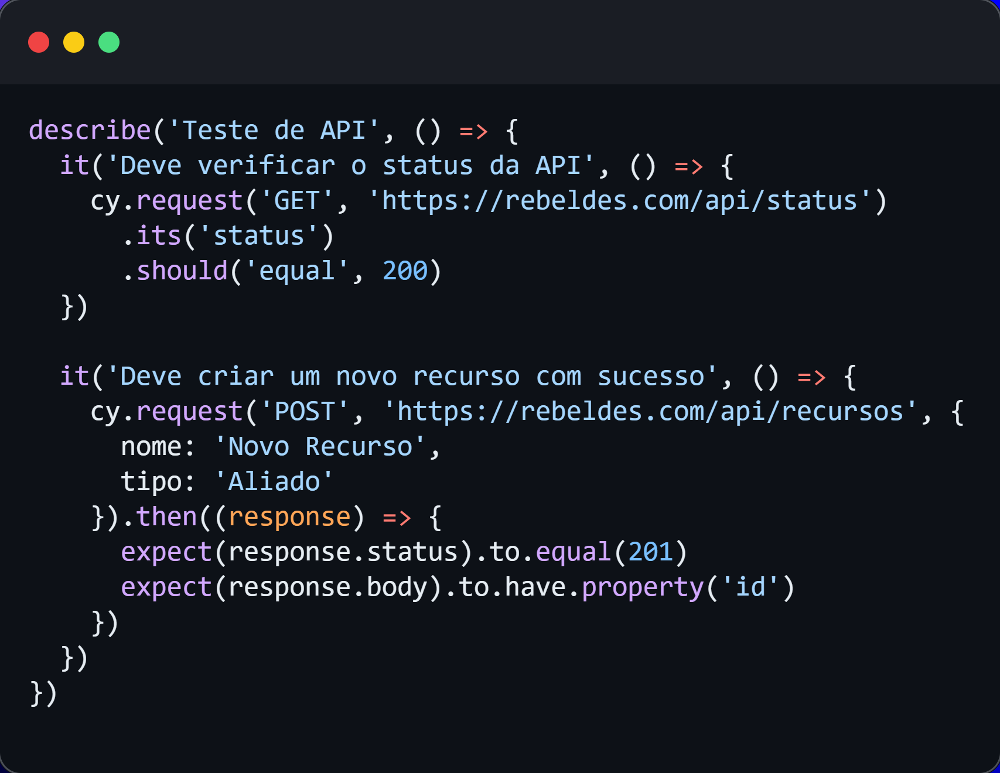 describe('Teste de API', () => {
  it('Deve verificar o status da API', () => {
    cy.request('GET', 'https://rebeldes.com/api/status')
      .its('status')
      .should('equal', 200)
  })

  it('Deve criar um novo recurso com sucesso', () => {
    cy.request('POST', 'https://rebeldes.com/api/recursos', {
      nome: 'Novo Recurso',
      tipo: 'Aliado'
    }).then((response) => {
      expect(response.status).to.equal(201)
      expect(response.body).to.have.property('id')
    })
  })
})